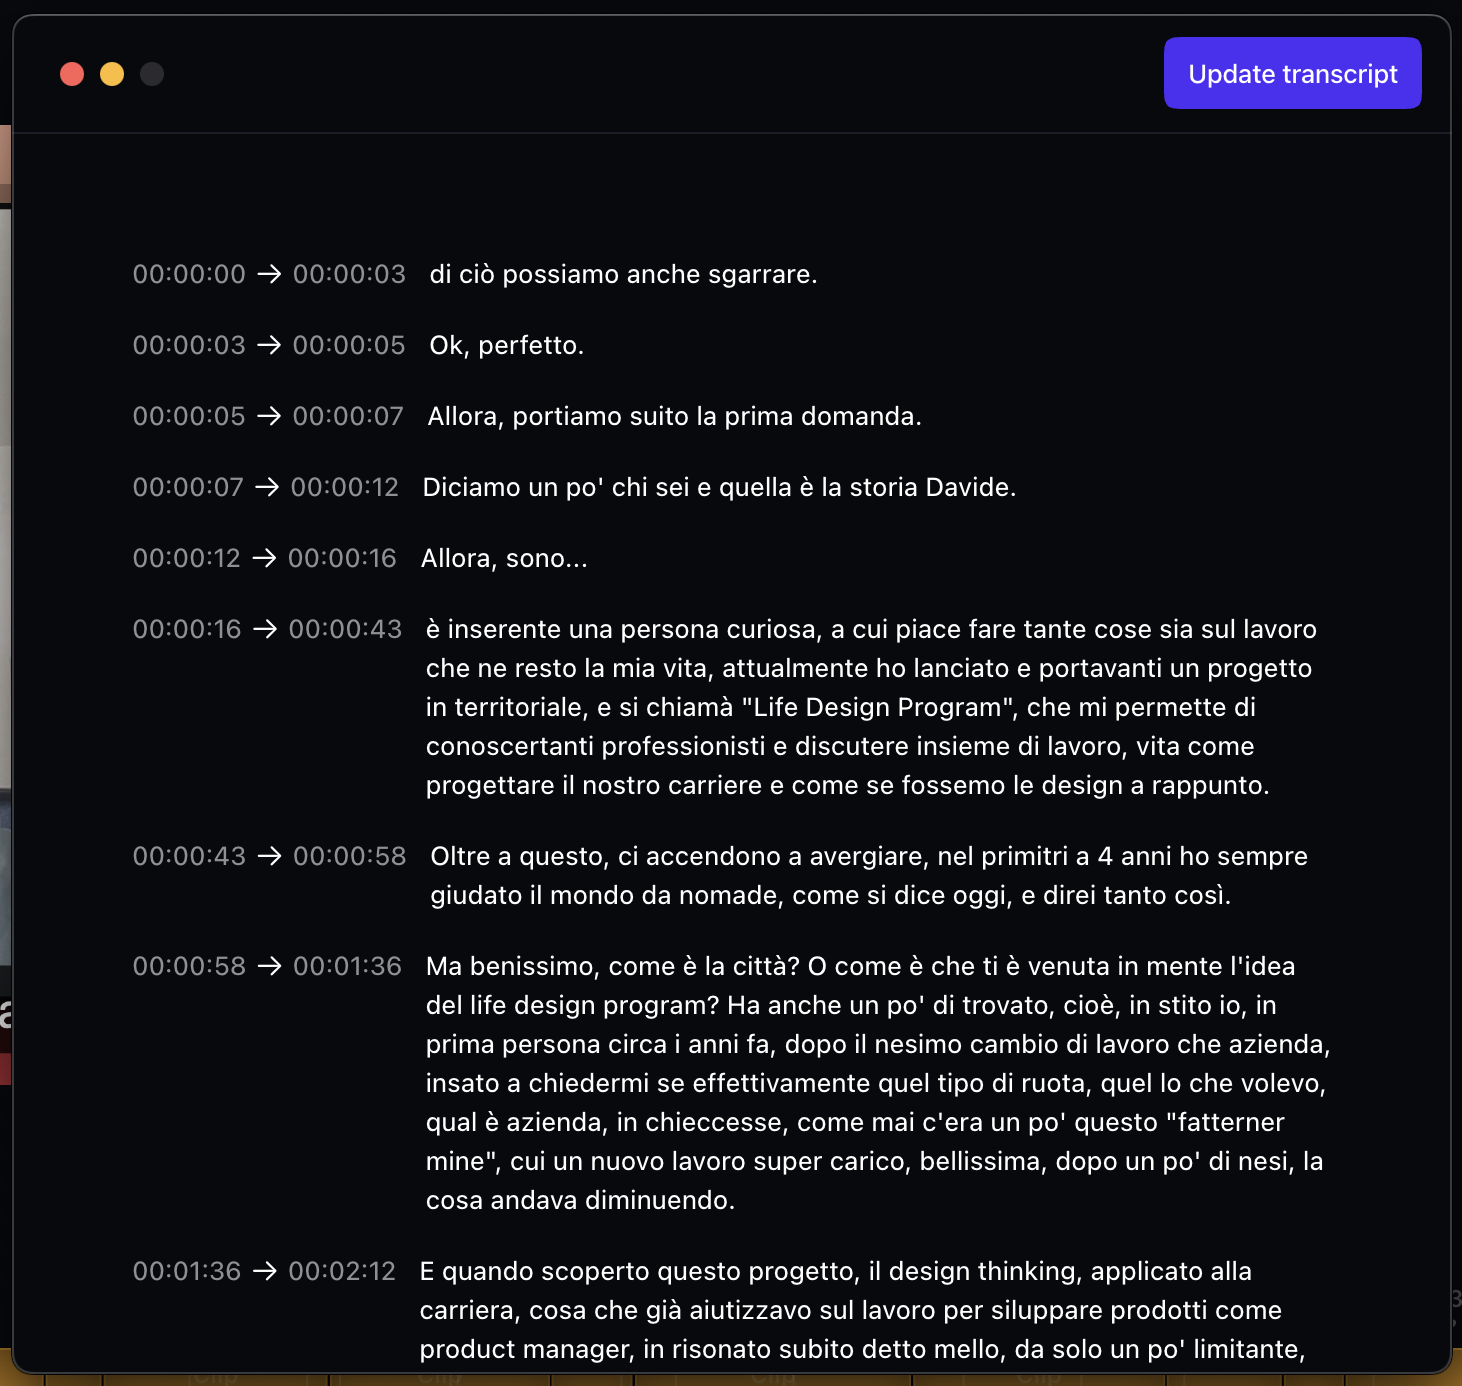 Update transcript
00:00:00 → 00:00:03 di ciò possiamo anche sgarrare.
00:00:03 → 00:00:05 Ok, perfetto.
00:00:05 → 00:00:07 Allora, portiamo suito la prima domanda.
00:00:07 → 00:00:12 Diciamo un po' chi sei e quella è la storia Davide.
00:00:12 → 00:00:16 Allora, sono...
00:00:16 → 00:00:43 è inserente una persona curiosa, a cui piace fare tante cose sia sul lavoro
che ne resto la mia vita, attualmente ho lanciato e portavanti un progetto
in territoriale, e si chiamà "Life Design Program", che mi permette di
conoscertanti professionisti e discutere insieme di lavoro, vita come
progettare il nostro carriere e come se fossemo le design a rappunto.
00:00:43 → 00:00:58 Oltre a questo, ci accendono a avergiare, nel primitri a 4 anni ho sempre
giudato il mondo da nomade, come si dice oggi, e direi tanto così.
00:00:58 → 00:01:36 Ma benissimo, come è la città? O come è che ti è venuta in mente l'idea
del life design program? Ha anche un po' di trovato, cioè, in stito io, in
prima persona circa i anni fa, dopo il nesimo cambio di lavoro che azienda,
insato a chiedermi se effettivamente quel tipo di ruota, quel lo che volevo,
qual è azienda, in chieccesse, come mai c'era un po' questo "fatterner
mine", cui un nuovo lavoro super carico, bellissima, dopo un po' di nesi, la
cosa andava diminuendo.
00:01:36 → 00:02:12 E quando scoperto questo progetto, il design thinking, applicato alla
carriera, cosa che già aiutizzavo sul lavoro per siluppare prodotti come
product manager, in risonato subito detto mello, da solo un po' limitante,
Clip Clip Clip Clip